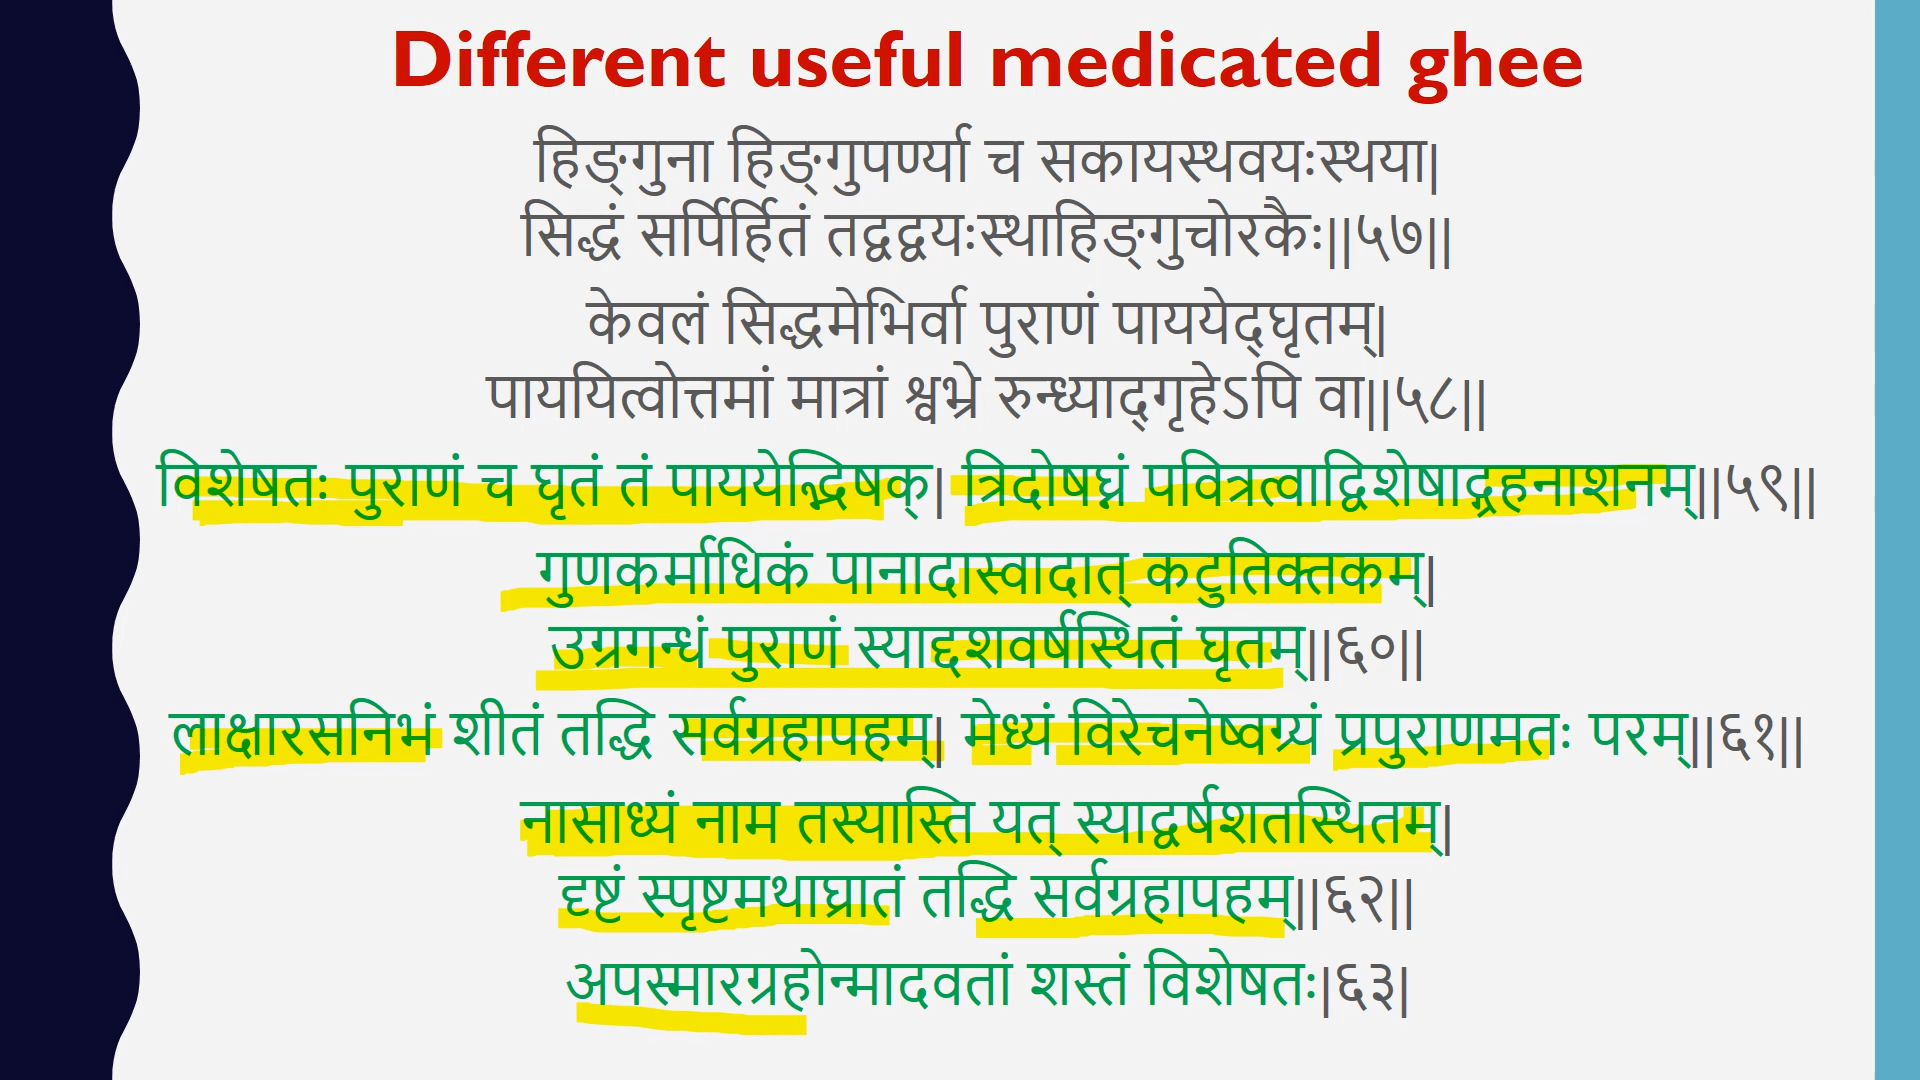 Different useful medicated ghee
हिङ्गुना हिङ्गुपर्ण्या च सकायस्थवयःस्थया|
सिद्धं सर्पिर्हितं तद्वद्वयःस्थाहिङ्गुचोरकैः||५७||
केवलं सिद्धमेभिर्वा पुराणं पाययेद्घृतम्|
पाययित्वोत्तमां मात्रां श्वभ्रे रुन्ध्याद्गृहेऽपि वा||५८||
विशेषतः पुराणं च घृतं तं पाययेद्भिषक्| त्रिदोषघ्नं पवित्रत्वाद्विशेषाद्ग्रहनाशनम्||५९||
गुणकर्माधिकं पानादास्वादात् कटुतिक्तकम्|
उग्रगन्धं पुराणं स्याद्दशवर्षस्थितं घृतम्||६०||
लाक्षारसनिभं शीतं तद्धि सर्वग्रहापहम्| मेध्यं विरेचनेष्वग्र्यं प्रपुराणमतः परम्||६१||
नासाध्यं नाम तस्यास्ति यत् स्याद्वर्षशतस्थितम्|
दृष्टं स्पृष्टमथाघ्रातं तद्धि सर्वग्रहापहम्||६२||
अपस्मारग्रहोन्मादवतां शस्तं विशेषतः|६३|